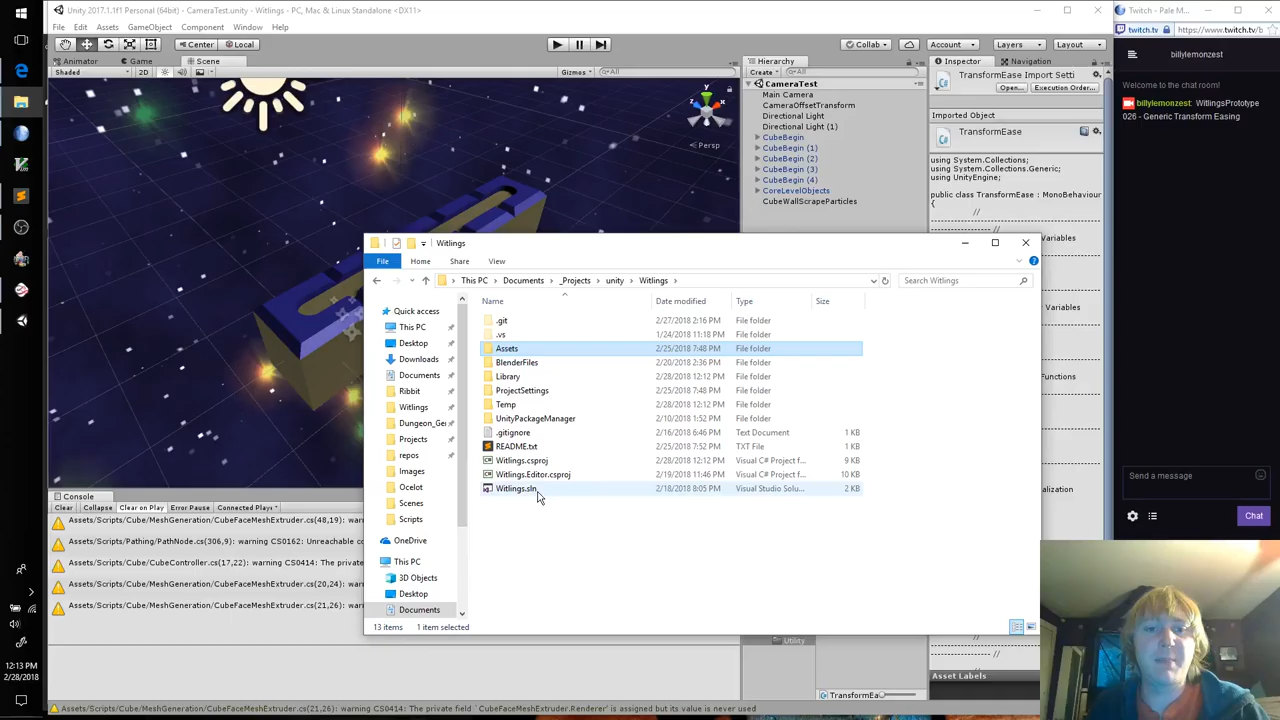 Unity 2017.1.1f1 Personal (64bit) - CameraTest.unity - Witlings - PC, Mac & Linux Standalone <DX11>
File Edit Assets GameObject Component Window Help
Center Local
Collab Account Layers Layout
Animator Game Scene
Shaded 2D Gizmos All
y x z
Persp
Hierarchy
Create All
CameraTest
Main Camera
CameraOffsetTransform
Directional Light
Directional Light (1)
CubeBegin
CubeBegin (1)
CubeBegin (2)
CubeBegin (3)
CubeBegin (4)
CoreLevelObjects
CubeWallScrapeParticles
Inspector Navigation
TransformEase Import Setti
Open... Execution Order...
Imported Object
TransformEase
using System.Collections;
using System.Collections.Generic;
using UnityEngine;
public class TransformEase : MonoBehaviour
{
//
Variables
//
er Variables
//
Functions
//
ialization
//
Asset Labels
Utility
TransformEa
Twitch - Pale M...
twitch.tv https://www.twitch.tv/b
billylemonzest
Welcome to the chat room!
billylemonzest: WitlingsPrototype
026 - Generic Transform Easing
Send a message
Chat
Witlings
File Home Share View
This PC Documents _Projects unity Witlings
Search Witlings
Quick access
This PC
Desktop
Downloads
Documents
Ribbit
Witlings
Dungeon_Ge
Projects
repos
Images
Ocelot
Scenes
Scripts
OneDrive
This PC
3D Objects
Desktop
Documents
Name Date modified Type Size
.git 2/27/2018 2:16 PM File folder
.vs 1/24/2018 11:18 PM File folder
Assets 2/25/2018 7:48 PM File folder
BlenderFiles 2/20/2018 2:36 PM File folder
Library 2/28/2018 12:12 PM File folder
ProjectSettings 2/25/2018 7:48 PM File folder
Temp 2/28/2018 12:12 PM File folder
UnityPackageManager 2/10/2018 1:52 PM File folder
.gitignore 2/16/2018 6:46 PM Text Document 1 KB
README.txt 2/25/2018 7:52 PM TXT File 1 KB
Witlings.csproj 2/28/2018 12:12 PM Visual C# Project f... 9 KB
Witlings.Editor.csproj 2/19/2018 11:46 PM Visual C# Project f... 10 KB
Witlings.sln 2/18/2018 8:05 PM Visual Studio Solu... 2 KB
13 items 1 item selected
Console
Clear Collapse Clear on Play Error Pause Connected Player
Assets/Scripts/Cube/MeshGeneration/CubeFaceMeshExtruder.cs(48,19): warn
Assets/Scripts/Pathing/PathNode.cs(306,9): warning CS0162: Unreachable co
Assets/Scripts/Cube/CubeController.cs(17,22): warning CS0414: The private
Assets/Scripts/Cube/MeshGeneration/CubeFaceMeshExtruder.cs(20,24): warn
Assets/Scripts/Cube/MeshGeneration/CubeFaceMeshExtruder.cs(21,26): warn
Assets/Scripts/Cube/MeshGeneration/CubeFaceMeshExtruder.cs(21,26): warning CS0414: The private field `CubeFaceMeshExtruder.Renderer' is assigned but its value is never used
12:13 PM
2/28/2018